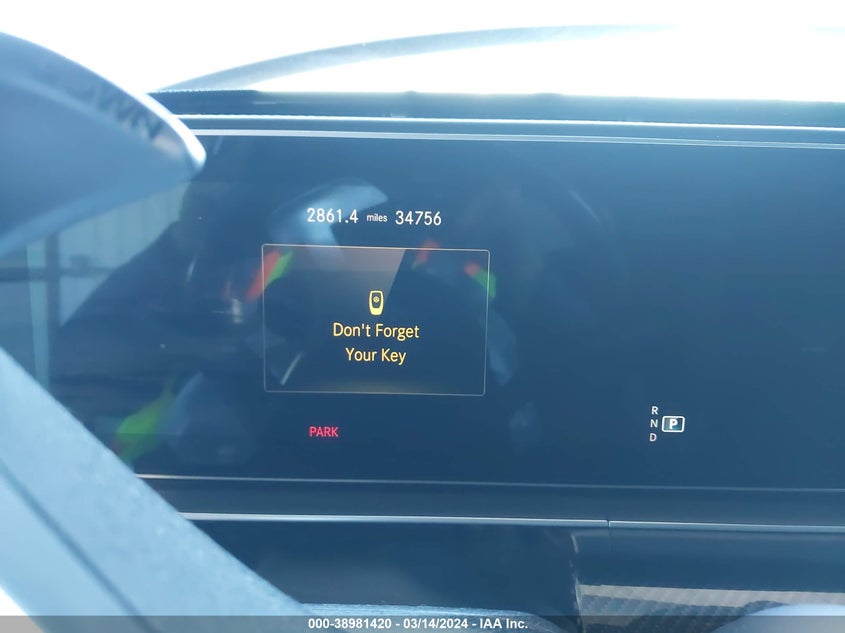 2861.4 miles 34756
Don't Forget
Your Key
PARK
R
N P
D
000-38981420 - 03/14/2024 - IAA Inc.